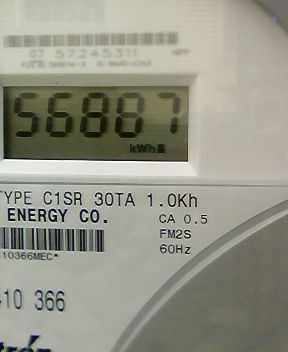 07 57245311
56887
kWh
TYPE C1SR 30TA 1.0Kh
ENERGY CO.
CA 0.5
FM2S
60Hz
10366MEC*
10 366